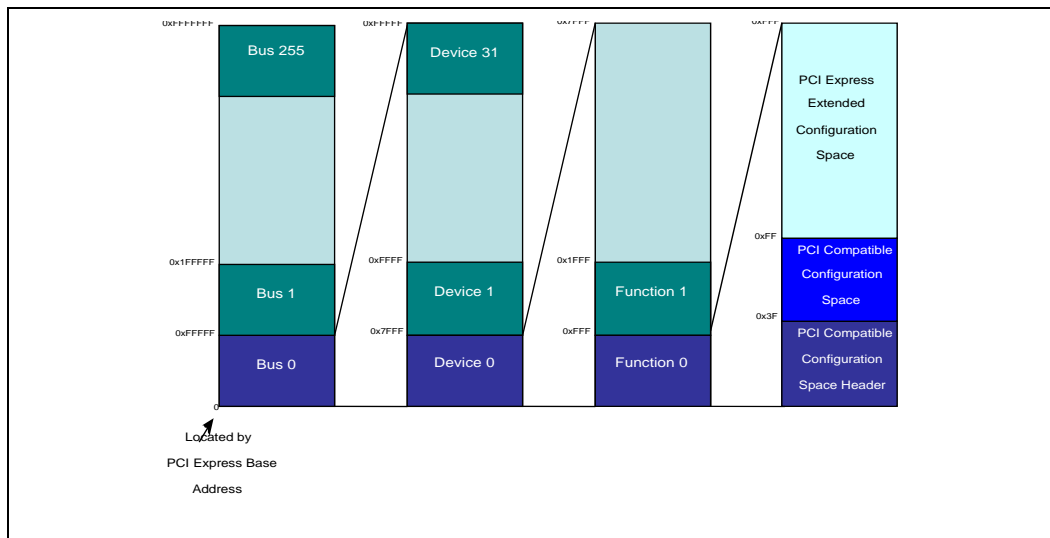 0xFFFFFFF
Bus 255
0x1FFFFF
Bus 1
0xFFFFF
Bus 0
0
Located by
PCI Express Base
Address
0xFFFFF
Device 31
0xFFFF
Device 1
0x7FFF
Device 0
0x7FFF
0x1FFF
Function 1
0xFFF
Function 0
0xFFF
PCI Express
Extended
Configuration
Space
0xFF
PCI Compatible
Configuration
Space
0x3F
PCI Compatible
Configuration
Space Header